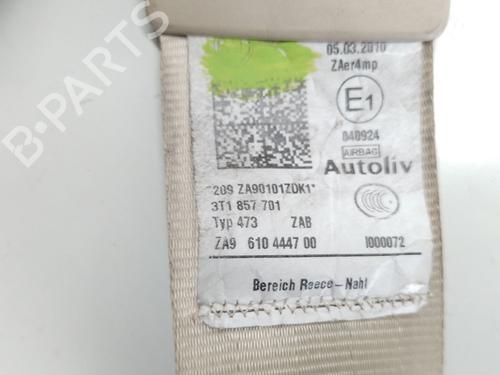 05.03.2010
ZAer4mp
E1
040924
AIRBAG
Autoliv
*209 ZA90101ZDK1*
3T1 857 701
Typ 473 ZAB
ZA9 610 4447 00 I000072
Bereich Reece-Naht
B-PARTS